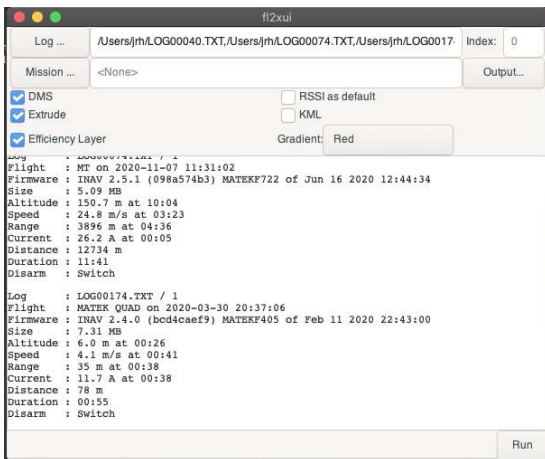 fl2xui
Log ... /Users/jrh/LOG00040.TXT,/Users/jrh/LOG00074.TXT,/Users/jrh/LOG0017 Index: 0
Mission ... <None> Output...
DMS RSSI as default
Extrude KML
Efficiency Layer Gradient: Red
Log : LOG00074.TXT / 1
Flight : MT on 2020-11-07 11:31:02
Firmware : INAV 2.5.1 (098a574b3) MATEKF722 of Jun 16 2020 12:44:34
Size : 5.09 MB
Altitude : 150.7 m at 10:04
Speed : 24.8 m/s at 03:23
Range : 3896 m at 04:36
Current : 26.2 A at 00:05
Distance : 12734 m
Duration : 11:41
Disarm : Switch
Log : LOG00174.TXT / 1
Flight : MATEK QUAD on 2020-03-30 20:37:06
Firmware : INAV 2.4.0 (bcd4caef9) MATEKF405 of Feb 11 2020 22:43:00
Size : 7.31 MB
Altitude : 6.0 m at 00:26
Speed : 4.1 m/s at 00:41
Range : 35 m at 00:38
Current : 11.7 A at 00:38
Distance : 78 m
Duration : 00:55
Disarm : Switch
Run